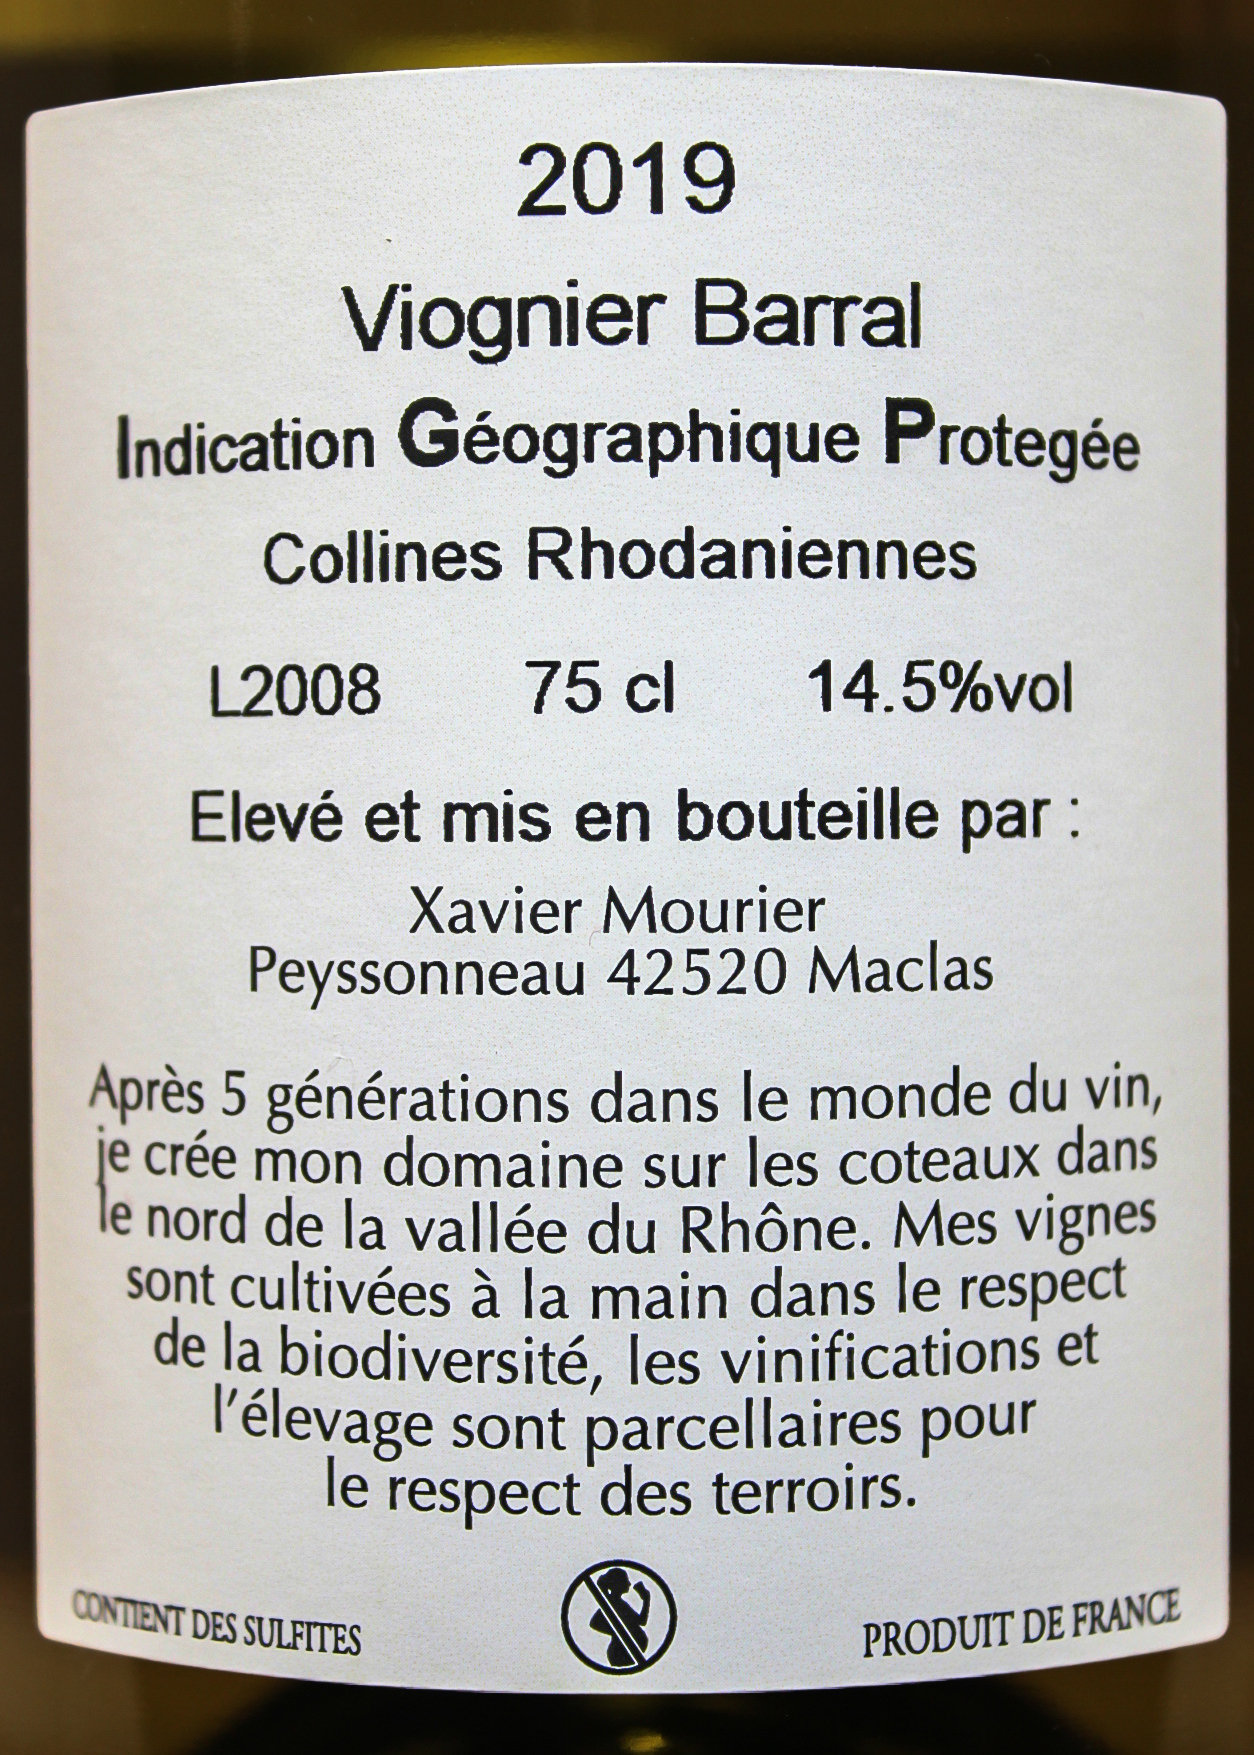 2019
Viognier Barral
Indication Géographique Protegée
Collines Rhodaniennes
L2008 75 cl 14.5%vol
Elevé et mis en bouteille par :
Xavier Mourier
Peyssonneau 42520 Maclas
Après 5 générations dans le monde du vin,
je crée mon domaine sur les coteaux dans
le nord de la vallée du Rhône. Mes vignes
sont cultivées à la main dans le respect
de la biodiversité, les vinifications et
l'élevage sont parcellaires pour
le respect des terroirs.
CONTIENT DES SULFITES PRODUIT DE FRANCE